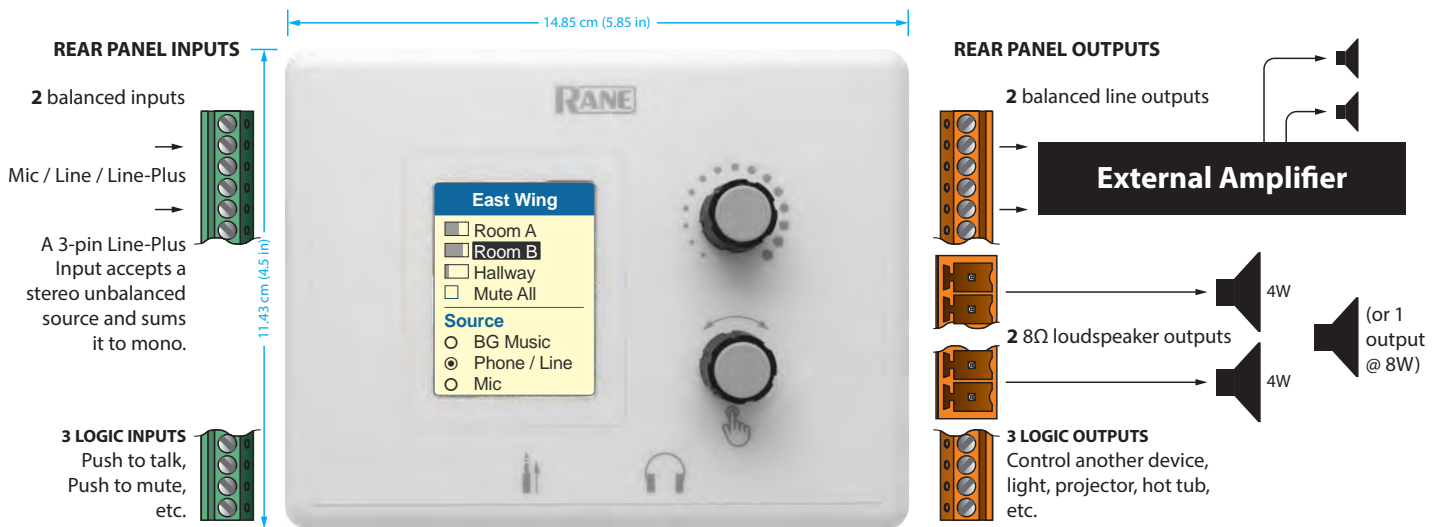 14.85 cm (5.85 in)
REAR PANEL INPUTS
2 balanced inputs
Mic / Line / Line-Plus
A 3-pin Line-Plus
Input accepts a
stereo unbalanced
source and sums
it to mono.
3 LOGIC INPUTS
Push to talk,
Push to mute,
etc.
11.43 cm (4.5 in)
RANE
East Wing
Room A
Room B
Hallway
Mute All
Source
BG Music
Phone / Line
Mic
REAR PANEL OUTPUTS
2 balanced line outputs
External Amplifier
4W
2 8Ω loudspeaker outputs
4W
(or 1
output
@ 8W)
3 LOGIC OUTPUTS
Control another device,
light, projector, hot tub,
etc.